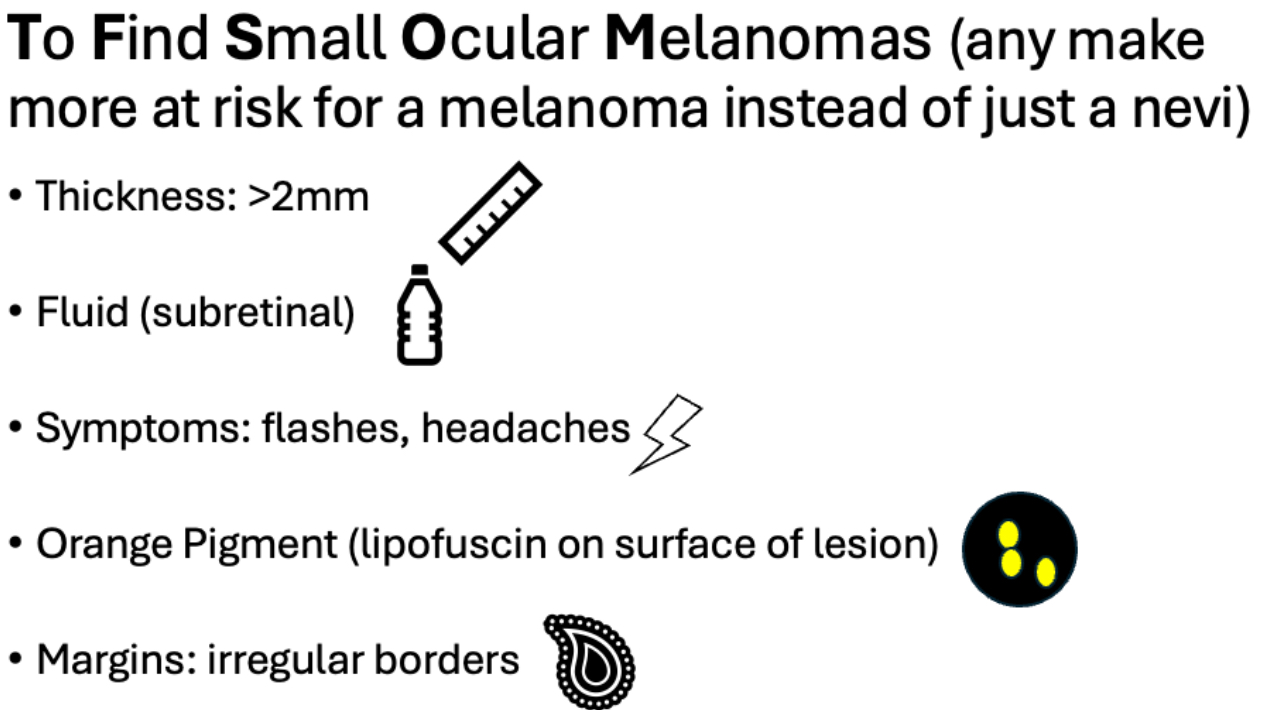 To Find Small Ocular Melanomas (any make
more at risk for a melanoma instead of just a nevi)
• Thickness: >2mm
• Fluid (subretinal)
• Symptoms: flashes, headaches
• Orange Pigment (lipofuscin on surface of lesion)
• Margins: irregular borders